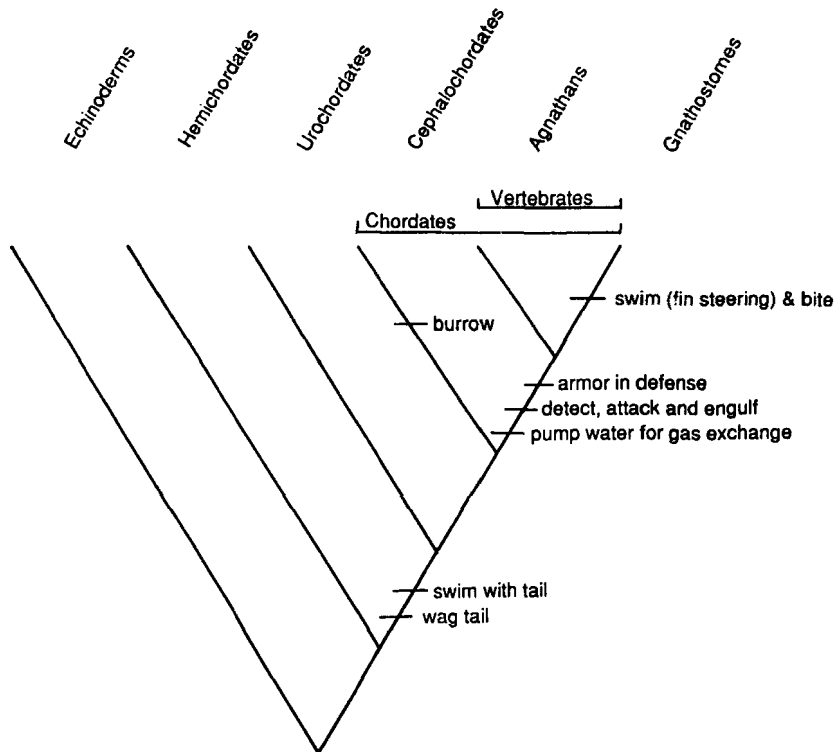 Echinoderms
Hemichordates
Urochordates
Cephalochordates
Agnathans
Gnathostomes
Vertebrates
Chordates
swim (fin steering) & bite
burrow
armor in defense
detect, attack and engulf
pump water for gas exchange
swim with tail
wag tail